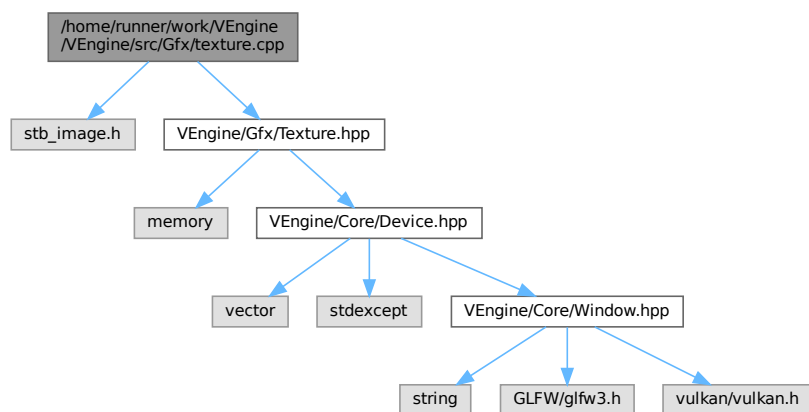 /home/runner/work/VEngine
/VEngine/src/Gfx/texture.cpp
stb_image.h
VEngine/Gfx/Texture.hpp
memory
VEngine/Core/Device.hpp
vector
stdexcept
VEngine/Core/Window.hpp
string
GLFW/glfw3.h
vulkan/vulkan.h